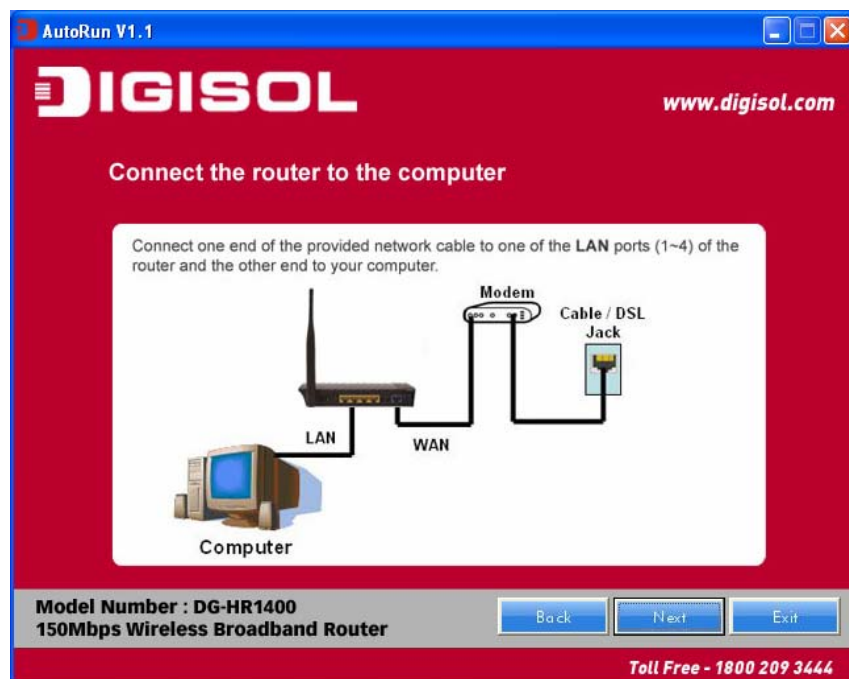 AutoRun V1.1
DIGISOL
www.digisol.com
Connect the router to the computer
Connect one end of the provided network cable to one of the LAN ports (1~4) of the
router and the other end to your computer.
Modem
Cable / DSL
Jack
LAN
WAN
Computer
Model Number : DG-HR1400
150Mbps Wireless Broadband Router
Back
Next
Exit
Toll Free - 1800 209 3444